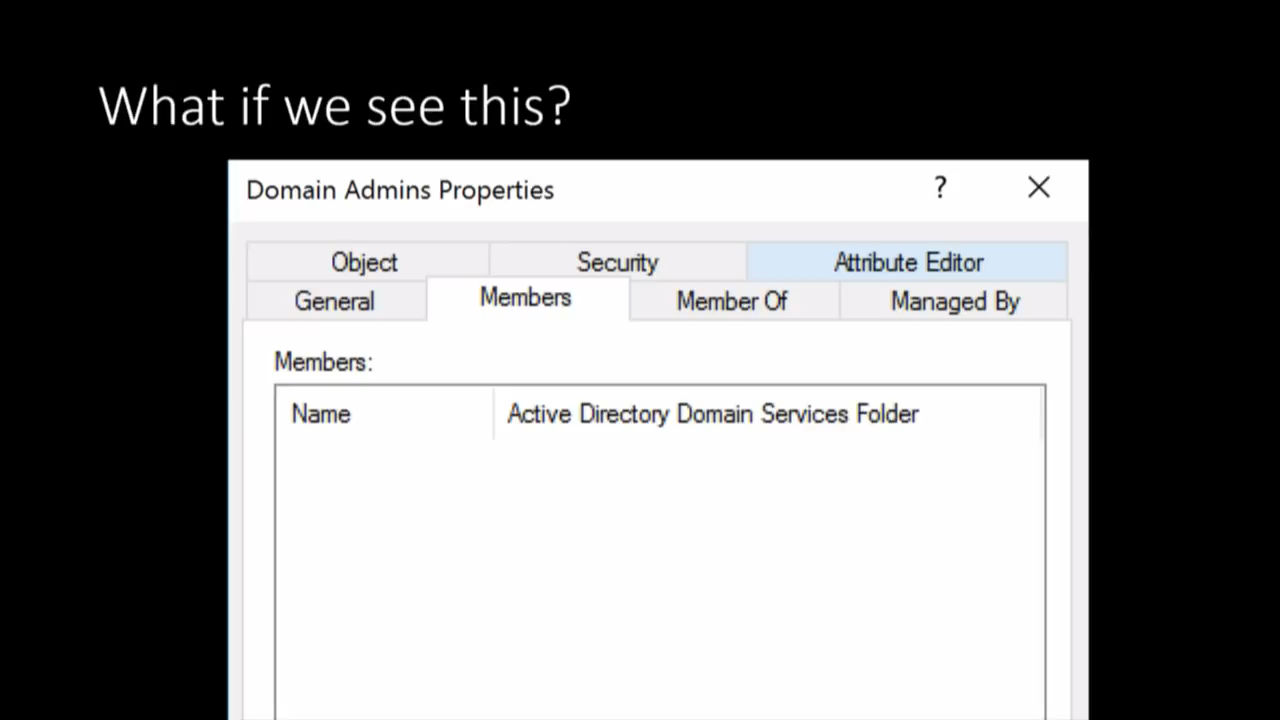 What if we see this?
Domain Admins Properties ? ×
Object Security Attribute Editor
General Members Member Of Managed By
Members:
Name Active Directory Domain Services Folder